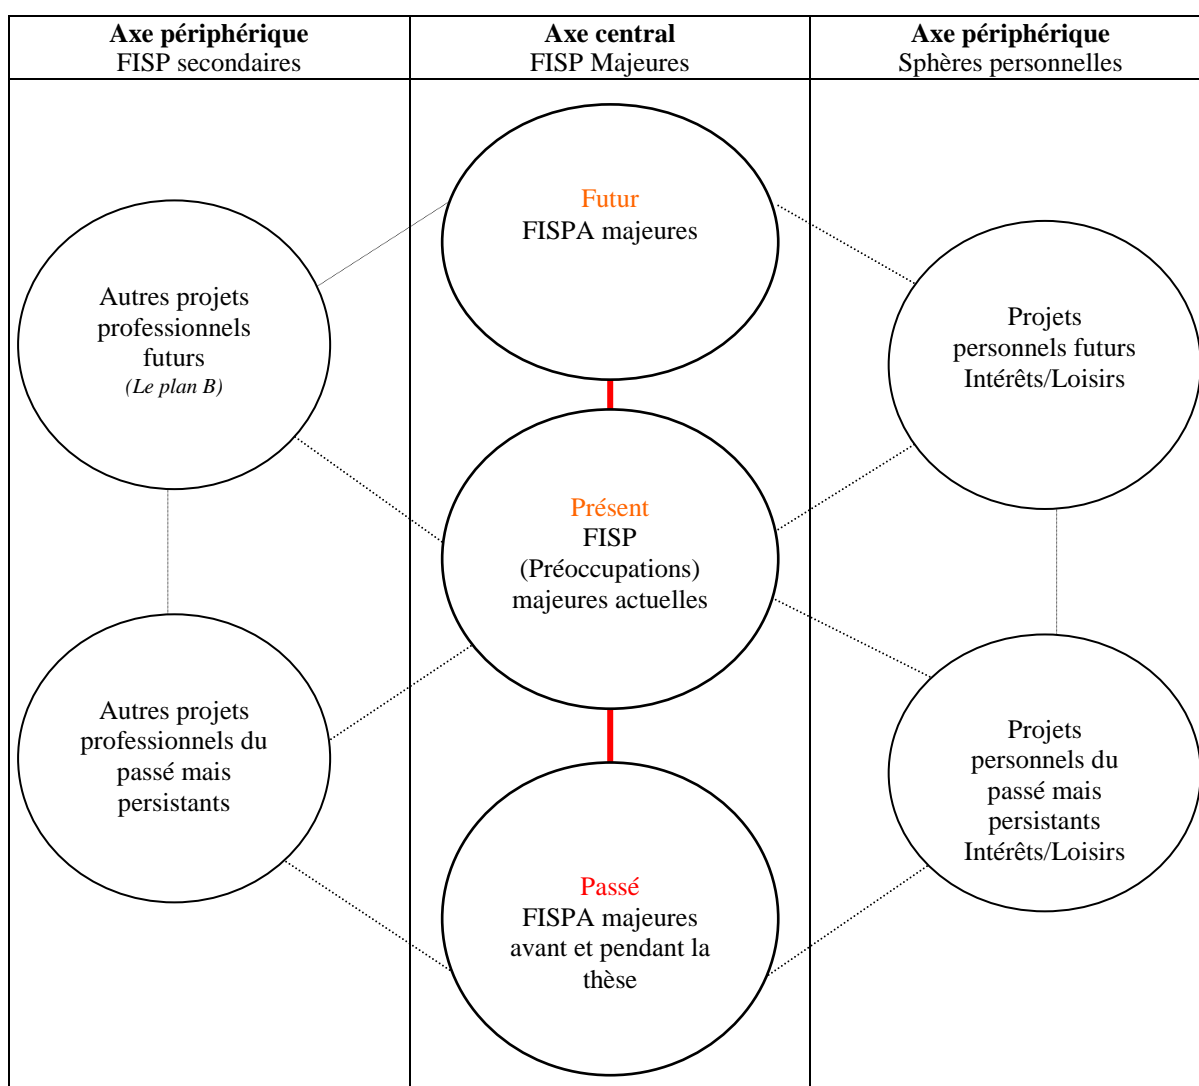 Axe périphérique
FISP secondaires
Axe central
FISP Majeures
Axe périphérique
Sphères personnelles
Futur
FISPA majeures
Autres projets
professionnels
futurs
(Le plan B)
Projets
personnels futurs
Intérêts/Loisirs
Présent
FISP
(Préoccupations)
majeures actuelles
Autres projets
professionnels du
passé mais
persistants
Projets
personnels du
passé mais
persistants
Intérêts/Loisirs
Passé
FISPA majeures
avant et pendant la
thèse